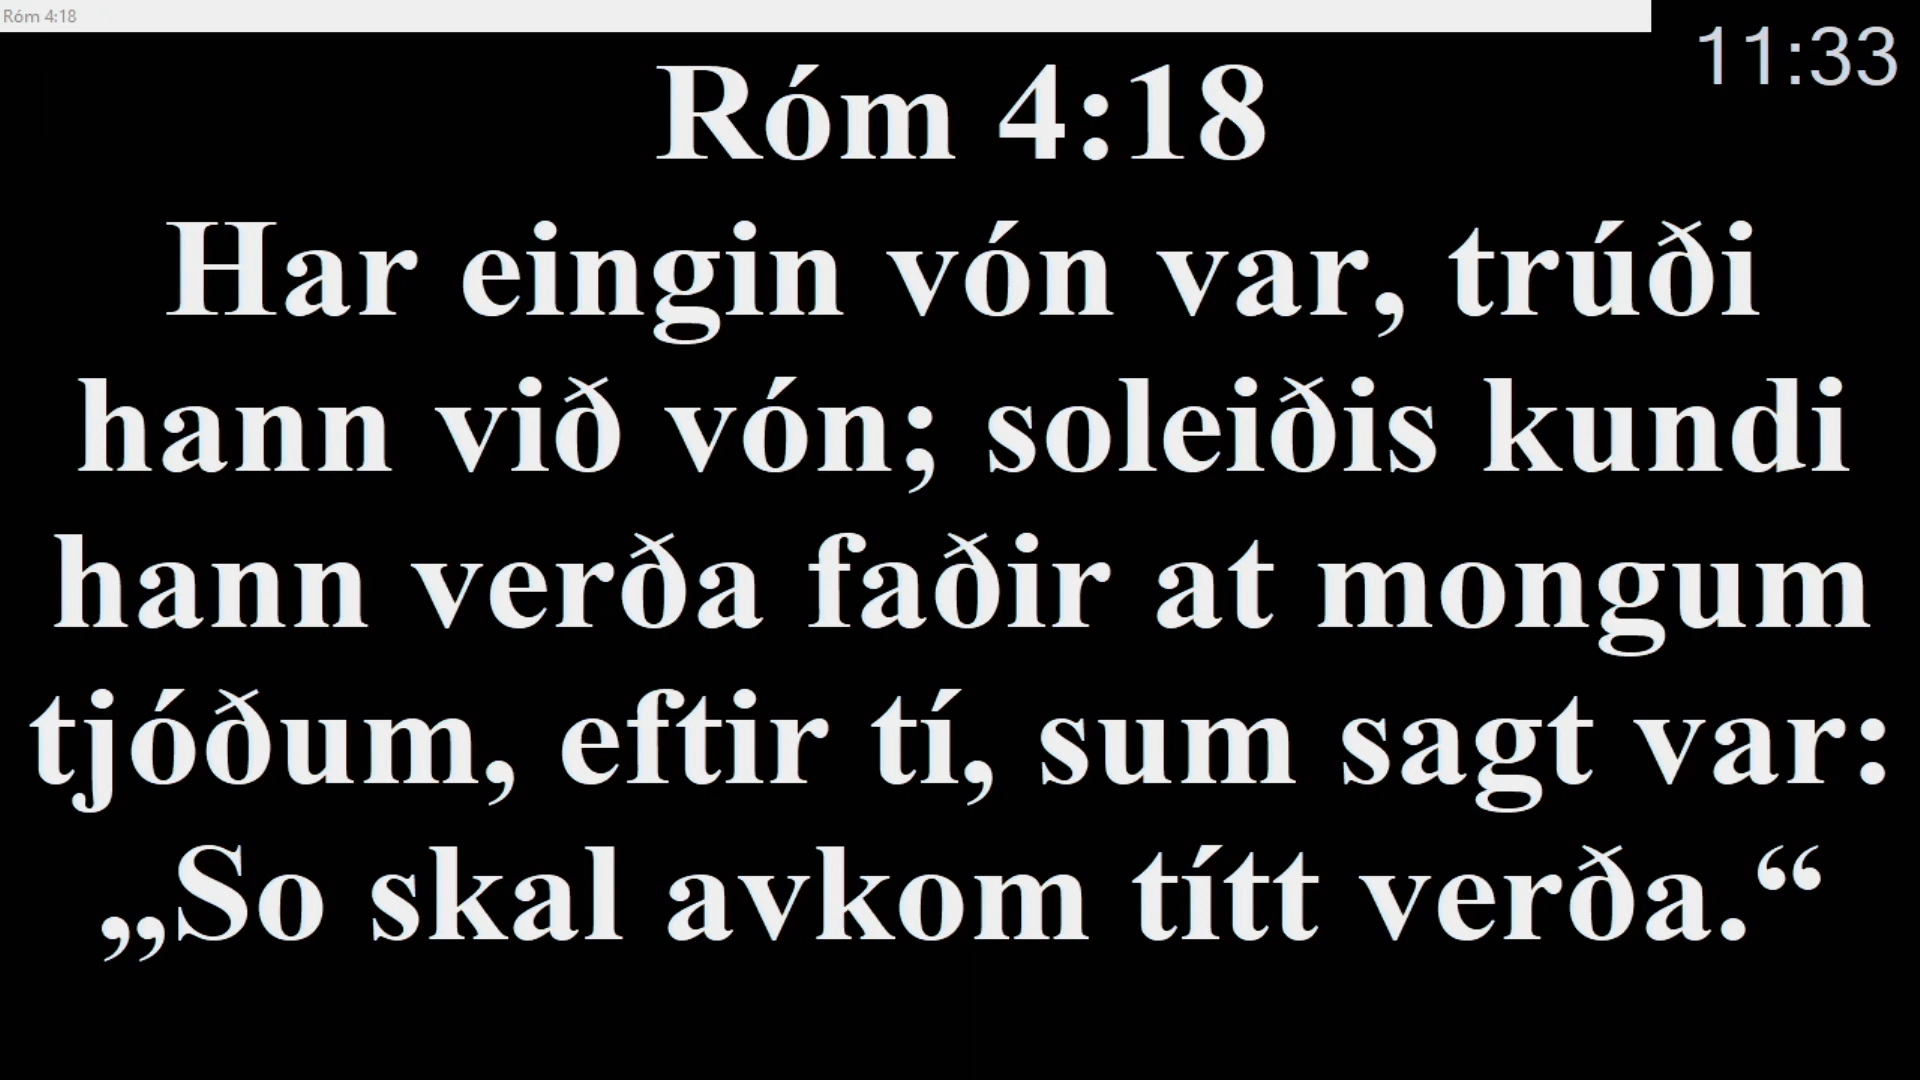 Róm 4:18
11:33
Róm 4:18
Har eingin vón var, trúði
hann við vón; soleiðis kundi
hann verða faðir at mongum
tjóðum, eftir tí, sum sagt var:
„So skal avkom títt verða.“